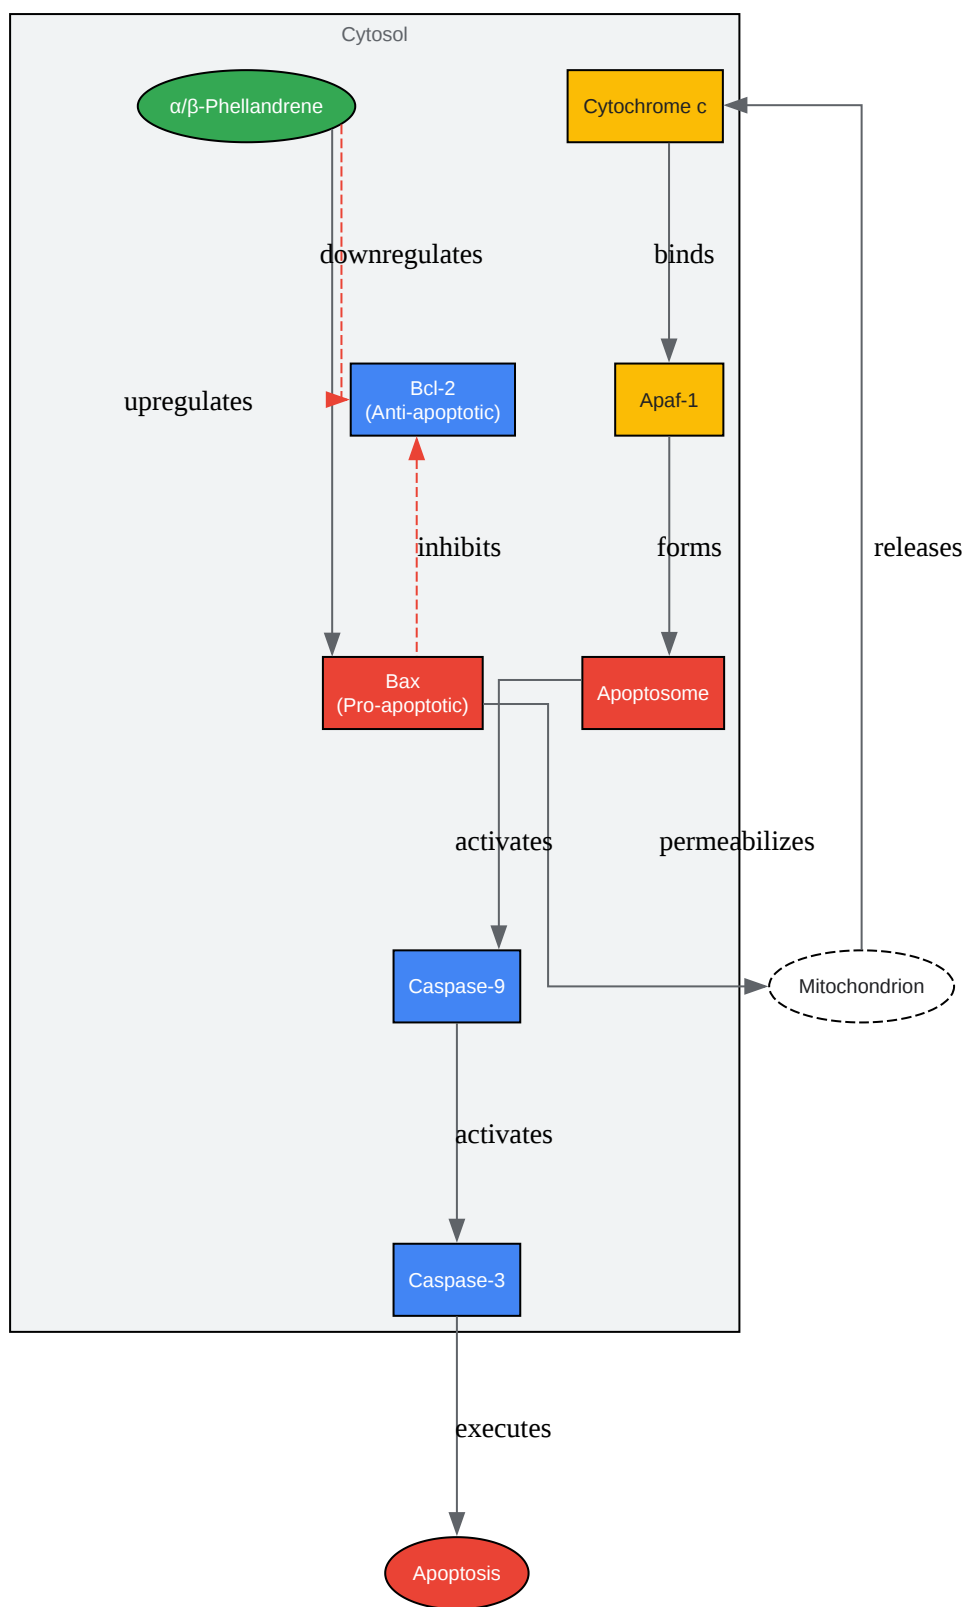 Cytosol
α/β-Phellandrene
Cytochrome c
downregulates
binds
upregulates
Bcl-2
(Anti-apoptotic)
Apaf-1
inhibits
forms
releases
Bax
(Pro-apoptotic)
Apoptosome
activates
permeabilizes
Caspase-9
Mitochondrion
activates
Caspase-3
executes
Apoptosis